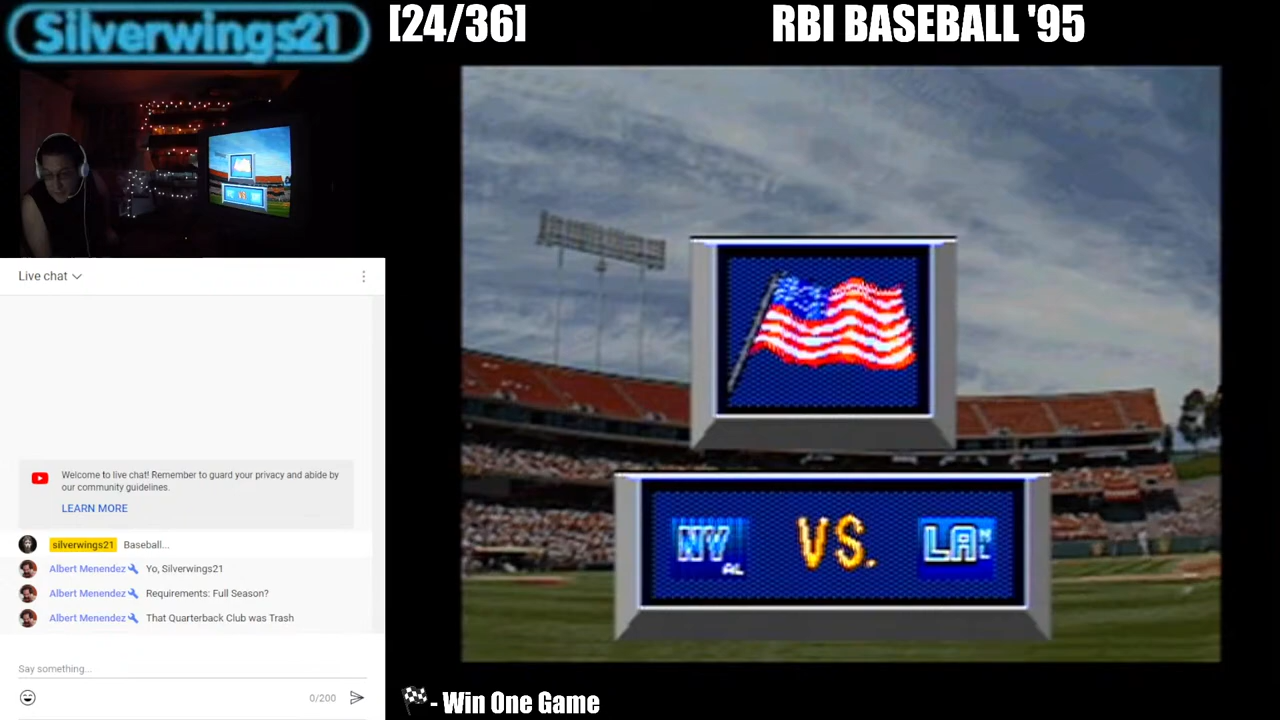 Silverwings21
[24/36]
RBI BASEBALL '95
Live chat
Welcome to live chat! Remember to guard your privacy and abide by
our community guidelines.
LEARN MORE
silverwings21 Baseball...
Albert Menendez Yo, Silverwings21
Albert Menendez Requirements: Full Season?
Albert Menendez That Quarterback Club was Trash
Say something...
0/200
NY AL VS. LA NL
- Win One Game